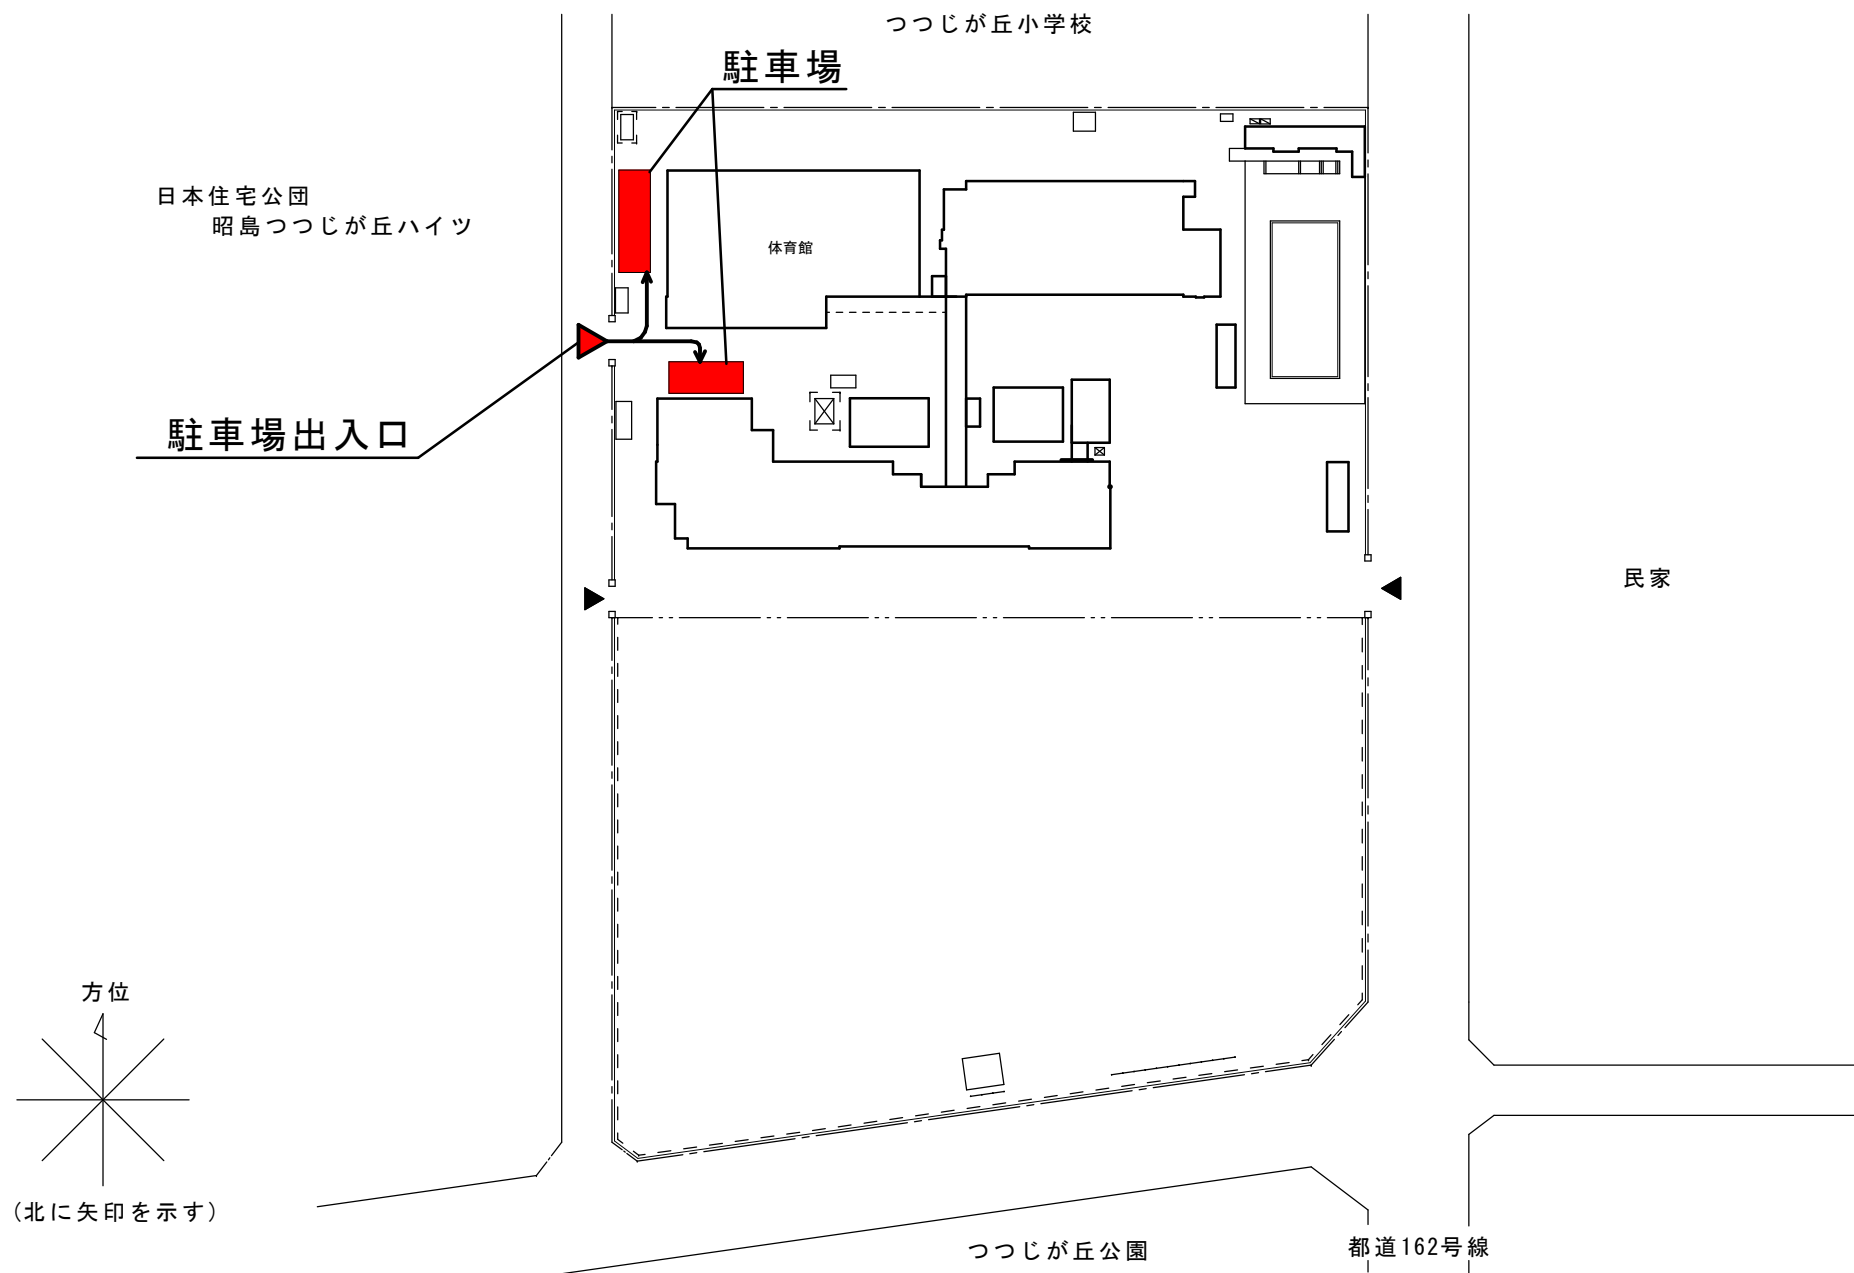 つつじが丘小学校
駐車場
日本住宅公団
昭島つつじが丘ハイツ
体育館
駐車場出入口
民家
方位
(北に矢印を示す)
つつじが丘公園
都道162号線